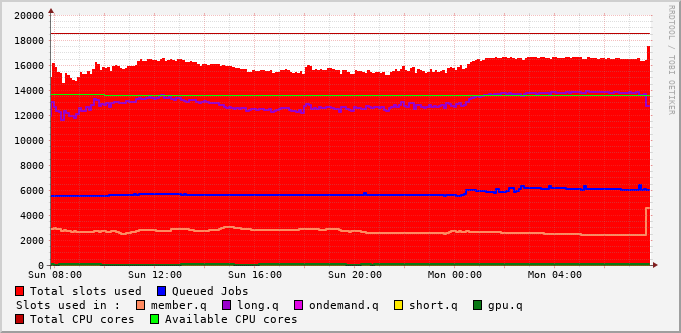 20000
18000
16000
14000
12000
10000
8000
6000
4000
2000
0
Sun 08:00 Sun 12:00 Sun 16:00 Sun 20:00 Mon 00:00 Mon 04:00
Total slots used Queued Jobs
Slots used in : member.q long.q ondemand.q short.q gpu.q
Total CPU cores Available CPU cores
RRDTOOL / TOBI OETIKER